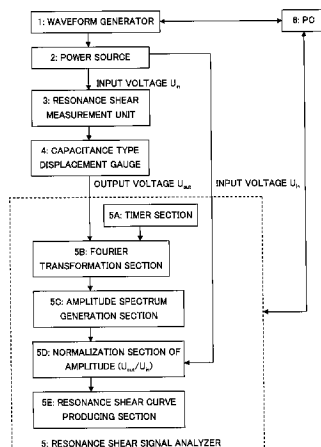 1: WAVEFORM GENERATOR
6: PC
2: POWER SOURCE
INPUT VOLTAGE Uin
3: RESONANCE SHEAR
MEASUREMENT UNIT
4: CAPACITANCE TYPE
DISPLACEMENT GAUGE
OUTPUT VOLTAGE Uout
INPUT VOLTAGE Uin
5A: TIMER SECTION
5B: FOURIER
TRANSFORMATION SECTION
5C: AMPLITUDE SPECTRUM
GENERATION SECTION
5D: NORMALIZATION SECTION OF
AMPLITUDE (Uout/Uin)
5E: RESONANCE SHEAR CURVE
PRODUCING SECTION
5: RESONANCE SHEAR SIGNAL ANALYZER